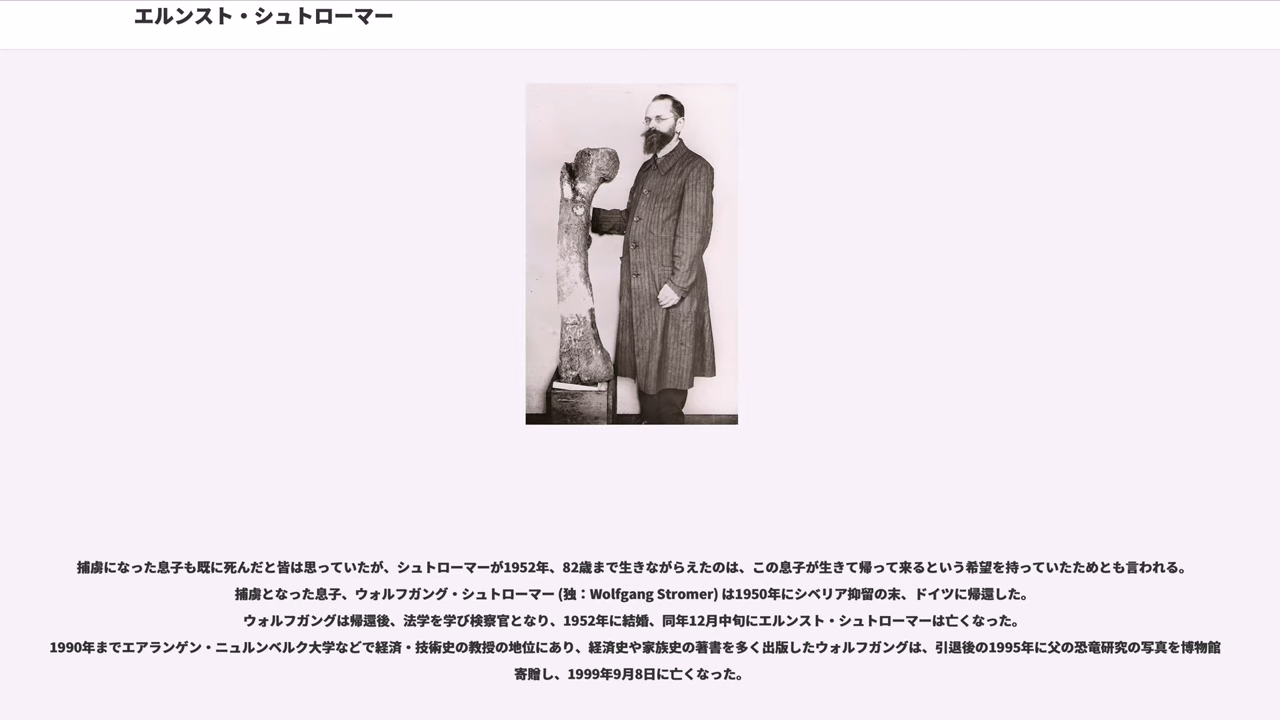 エルンスト・シュトローマー
捕虜になった息子も既に死んだと皆は思っていたが、シュトローマーが1952年、82歳まで生きながらえたのは、この息子が生きて帰って来るという希望を持っていたためとも言われる。
捕虜となった息子、ウォルフガング・シュトローマー (独：Wolfgang Stromer) は1950年にシベリア抑留の末、ドイツに帰還した。
ウォルフガングは帰還後、法学を学び検察官となり、1952年に結婚、同年12月中旬にエルンスト・シュトローマーは亡くなった。
1990年までエアランゲン・ニュルンベルク大学などで経済・技術史の教授の地位にあり、経済史や家族史の著書を多く出版したウォルフガングは、引退後の1995年に父の恐竜研究の写真を博物館
寄贈し、1999年9月8日に亡くなった。